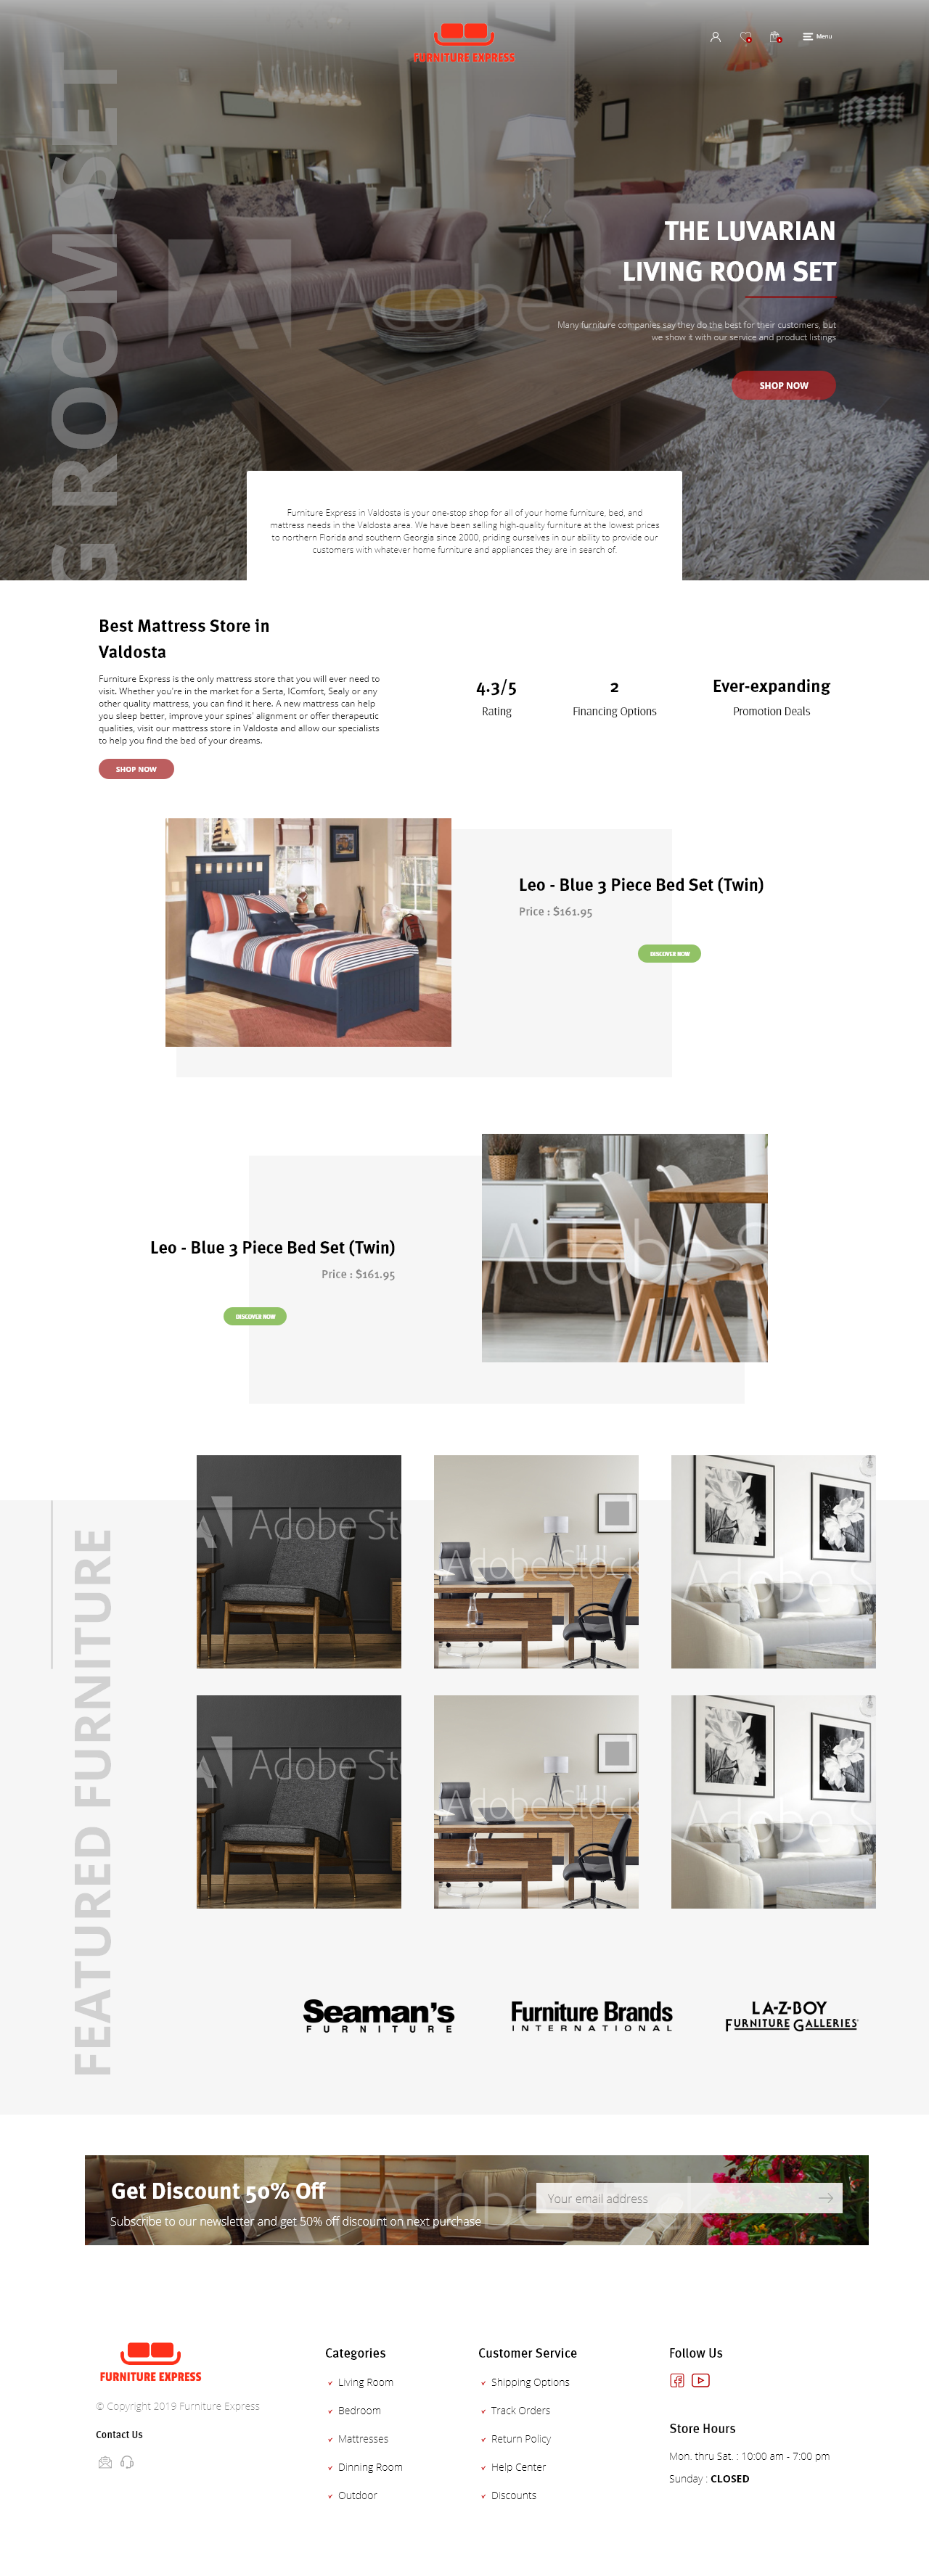 FURNITURE EXPRESS
Menu
G ROOM SET
THE LUVARIAN
LIVING ROOM SET
Adobe Stock
Many furniture companies say they do the best for their customers, but
we show it with our service and product listings
SHOP NOW
Furniture Express in Valdosta is your one-stop shop for all of your home furniture, bed, and
mattress needs in the Valdosta area. We have been selling high-quality furniture at the lowest prices
to northern Florida and southern Georgia since 2000, priding ourselves in our ability to provide our
customers with whatever home furniture and appliances they are in search of.
Best Mattress Store in
Valdosta
Furniture Express is the only mattress store that you will ever need to
visit. Whether you're in the market for a Serta, IComfort, Sealy or any
other quality mattress, you can find it here. A new mattress can help
you sleep better, improve your spines' alignment or offer therapeutic
qualities, visit our mattress store in Valdosta and allow our specialists
to help you find the bed of your dreams.
SHOP NOW
4.3/5
Rating
2
Financing Options
Ever-expanding
Promotion Deals
Leo - Blue 3 Piece Bed Set (Twin)
Price : $161.95
DISCOVER NOW
Leo - Blue 3 Piece Bed Set (Twin)
Price : $161.95
DISCOVER NOW
Adobe S
FEATURED FURNITURE
Adobe Sto
Adobe Stock
Adobe S
Adobe Sto
Adobe Stock
Adobe S
Seaman's
FURNITURE
Furniture Brands
INTERNATIONAL
LA-Z-BOY
FURNITURE GALLERIES
Get Discount 50% Off
Subscribe to our newsletter and get 50% off discount on next purchase
Your email address
Adobe Stock
FURNITURE EXPRESS
© Copyright 2019 Furniture Express
Contact Us
Categories
Living Room
Bedroom
Mattresses
Dinning Room
Outdoor
Customer Service
Shipping Options
Track Orders
Return Policy
Help Center
Discounts
Follow Us
Store Hours
Mon. thru Sat. : 10:00 am - 7:00 pm
Sunday : CLOSED